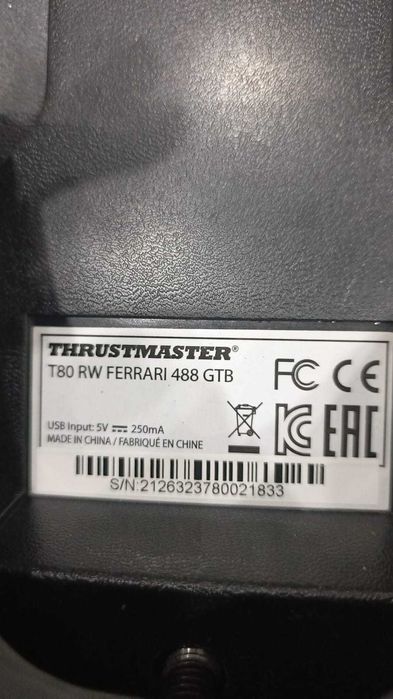 THRUSTMASTER®
T80 RW FERRARI 488 GTB
FC CE
USB Input: 5V ⎓ 250mA
MADE IN CHINA / FABRIQUÉ EN CHINE
KC EAC
S/N:2126323780021833